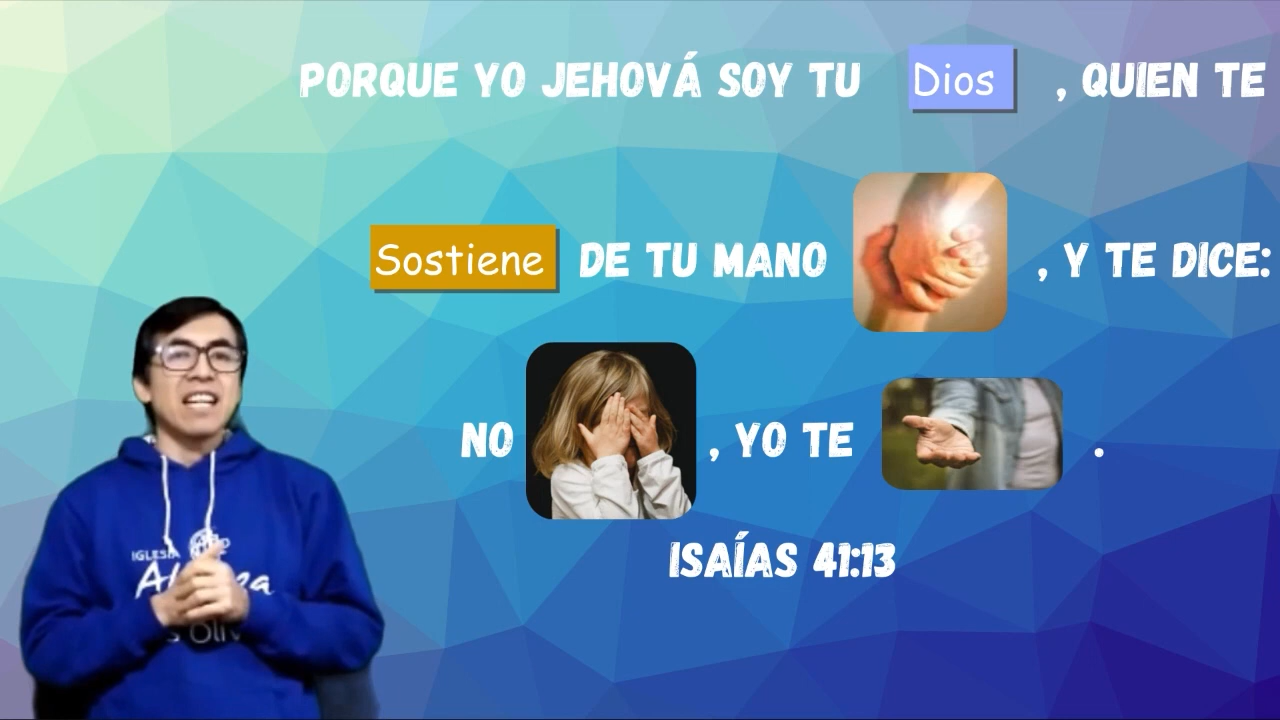 PORQUE YO JEHOVÁ SOY TU Dios , QUIEN TE
Sostiene DE TU MANO , Y TE DICE:
NO , YO TE .
ISAÍAS 41:13
IGLESIA